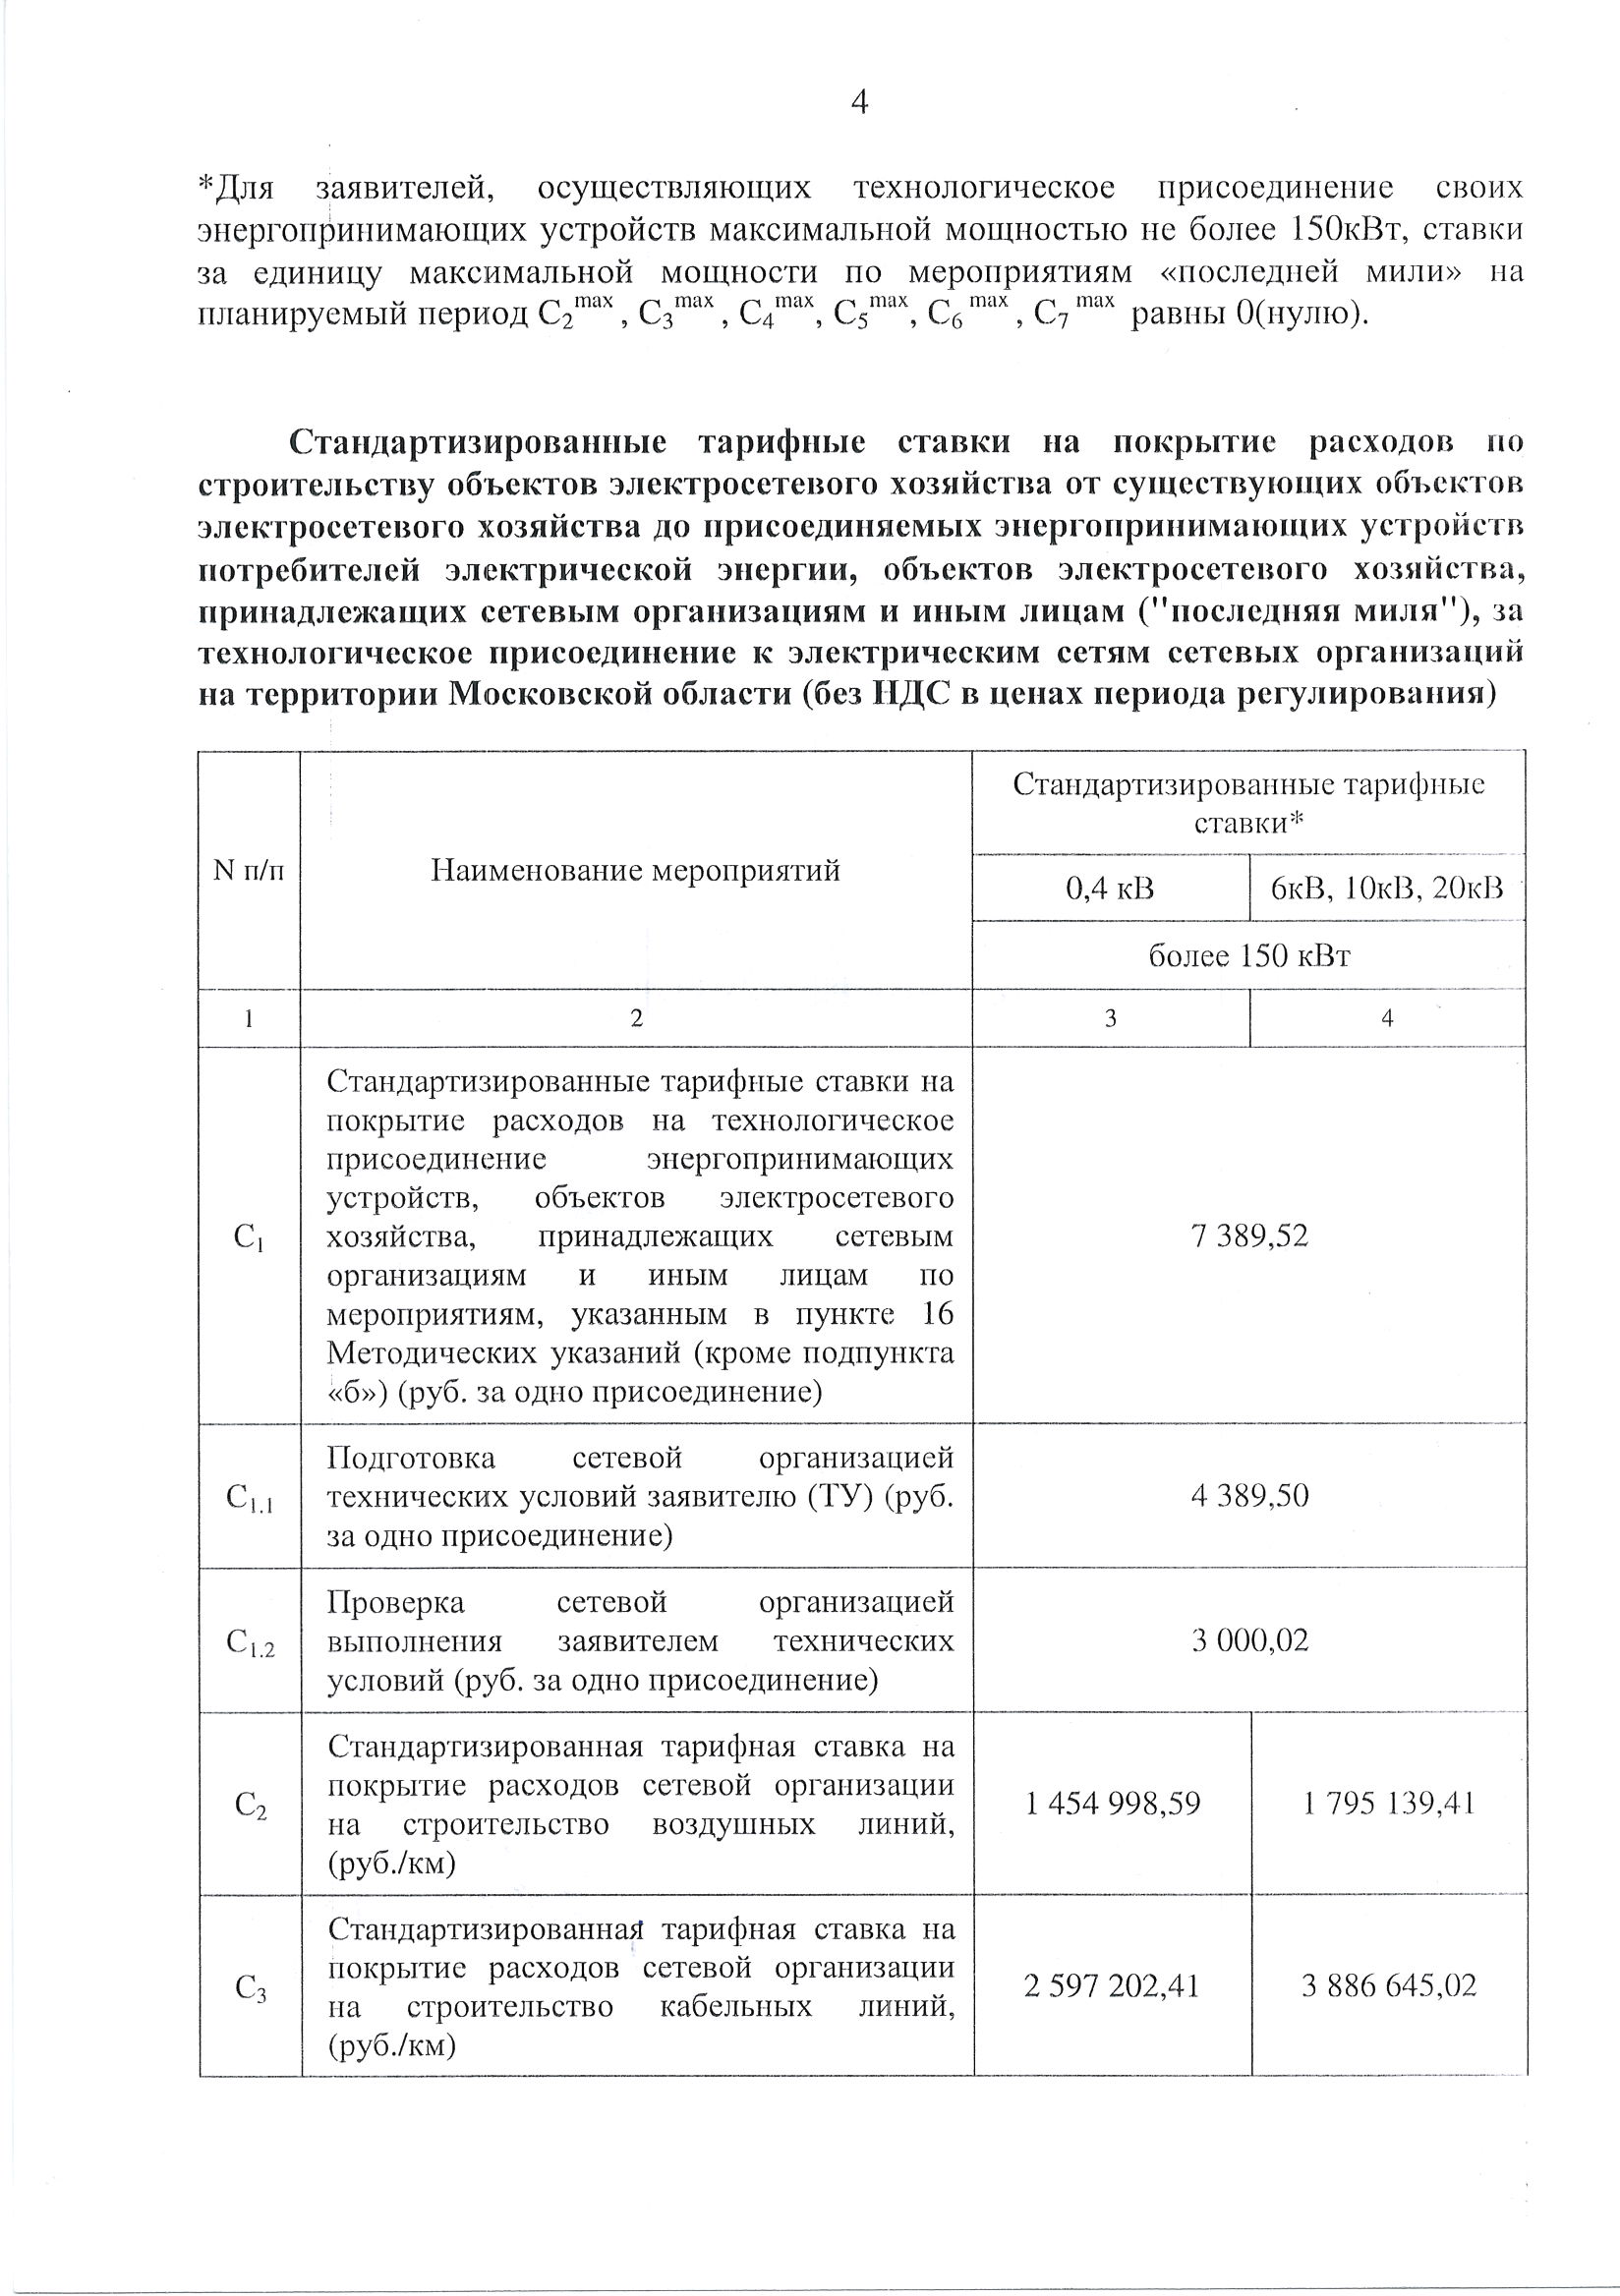 4
*Для заявителей, осуществляющих технологическое присоединение своих
энергопринимающих устройств максимальной мощностью не более 150кВт, ставки
за единицу максимальной мощности по мероприятиям «последней мили» на
планируемый период C₂ᵐᵃˣ , C₃ᵐᵃˣ , C₄ᵐᵃˣ, C₅ᵐᵃˣ, C₆ ᵐᵃˣ , C₇ ᵐᵃˣ равны 0(нулю).
Стандартизированные тарифные ставки на покрытие расходов по
строительству объектов электросетевого хозяйства от существующих объектов
электросетевого хозяйства до присоединяемых энергопринимающих устройств
потребителей электрической энергии, объектов электросетевого хозяйства,
принадлежащих сетевым организациям и иным лицам ("последняя миля"), за
технологическое присоединение к электрическим сетям сетевых организаций
на территории Московской области (без НДС в ценах периода регулирования)
N п/п
Наименование мероприятий
Стандартизированные тарифные
ставки*
0,4 кВ
6кВ, 10кВ, 20кВ
более 150 кВт
1
2
3
4
C₁
Стандартизированные тарифные ставки на
покрытие расходов на технологическое
присоединение энергопринимающих
устройств, объектов электросетевого
хозяйства, принадлежащих сетевым
организациям и иным лицам по
мероприятиям, указанным в пункте 16
Методических указаний (кроме подпункта
«б») (руб. за одно присоединение)
7 389,52
C₁.₁
Подготовка сетевой организацией
технических условий заявителю (ТУ) (руб.
за одно присоединение)
4 389,50
C₁.₂
Проверка сетевой организацией
выполнения заявителем технических
условий (руб. за одно присоединение)
3 000,02
C₂
Стандартизированная тарифная ставка на
покрытие расходов сетевой организации
на строительство воздушных линий,
(руб./км)
1 454 998,59
1 795 139,41
C₃
Стандартизированная тарифная ставка на
покрытие расходов сетевой организации
на строительство кабельных линий,
(руб./км)
2 597 202,41
3 886 645,02